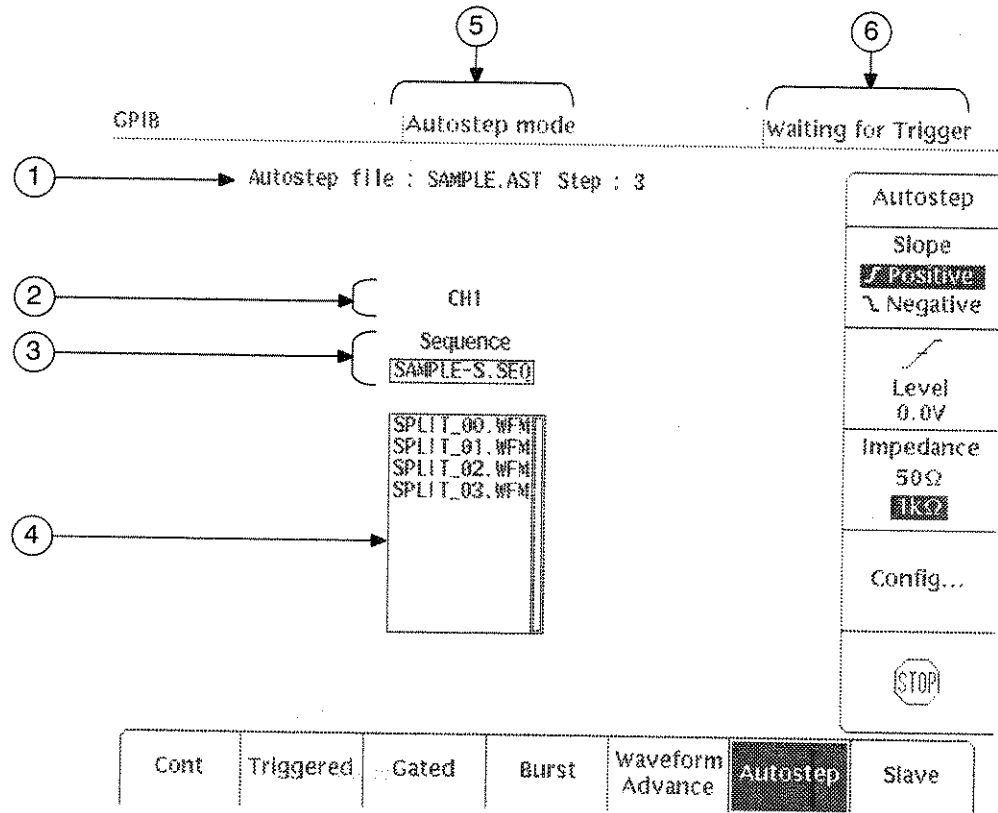 5
6
GPIB
Autostep mode
Waiting for Trigger
1
Autostep file : SAMPLE.AST Step : 3
2
CH1
3
Sequence
SAMPLE-S.SEQ
4
SPLIT_00.WFM
SPLIT_01.WFM
SPLIT_02.WFM
SPLIT_03.WFM
Autostep
Slope
Positive
Negative
Level
0.0V
Impedance
50Ω
1kΩ
Config...
STOP
Cont
Triggered
Gated
Burst
Waveform
Advance
Autostep
Slave